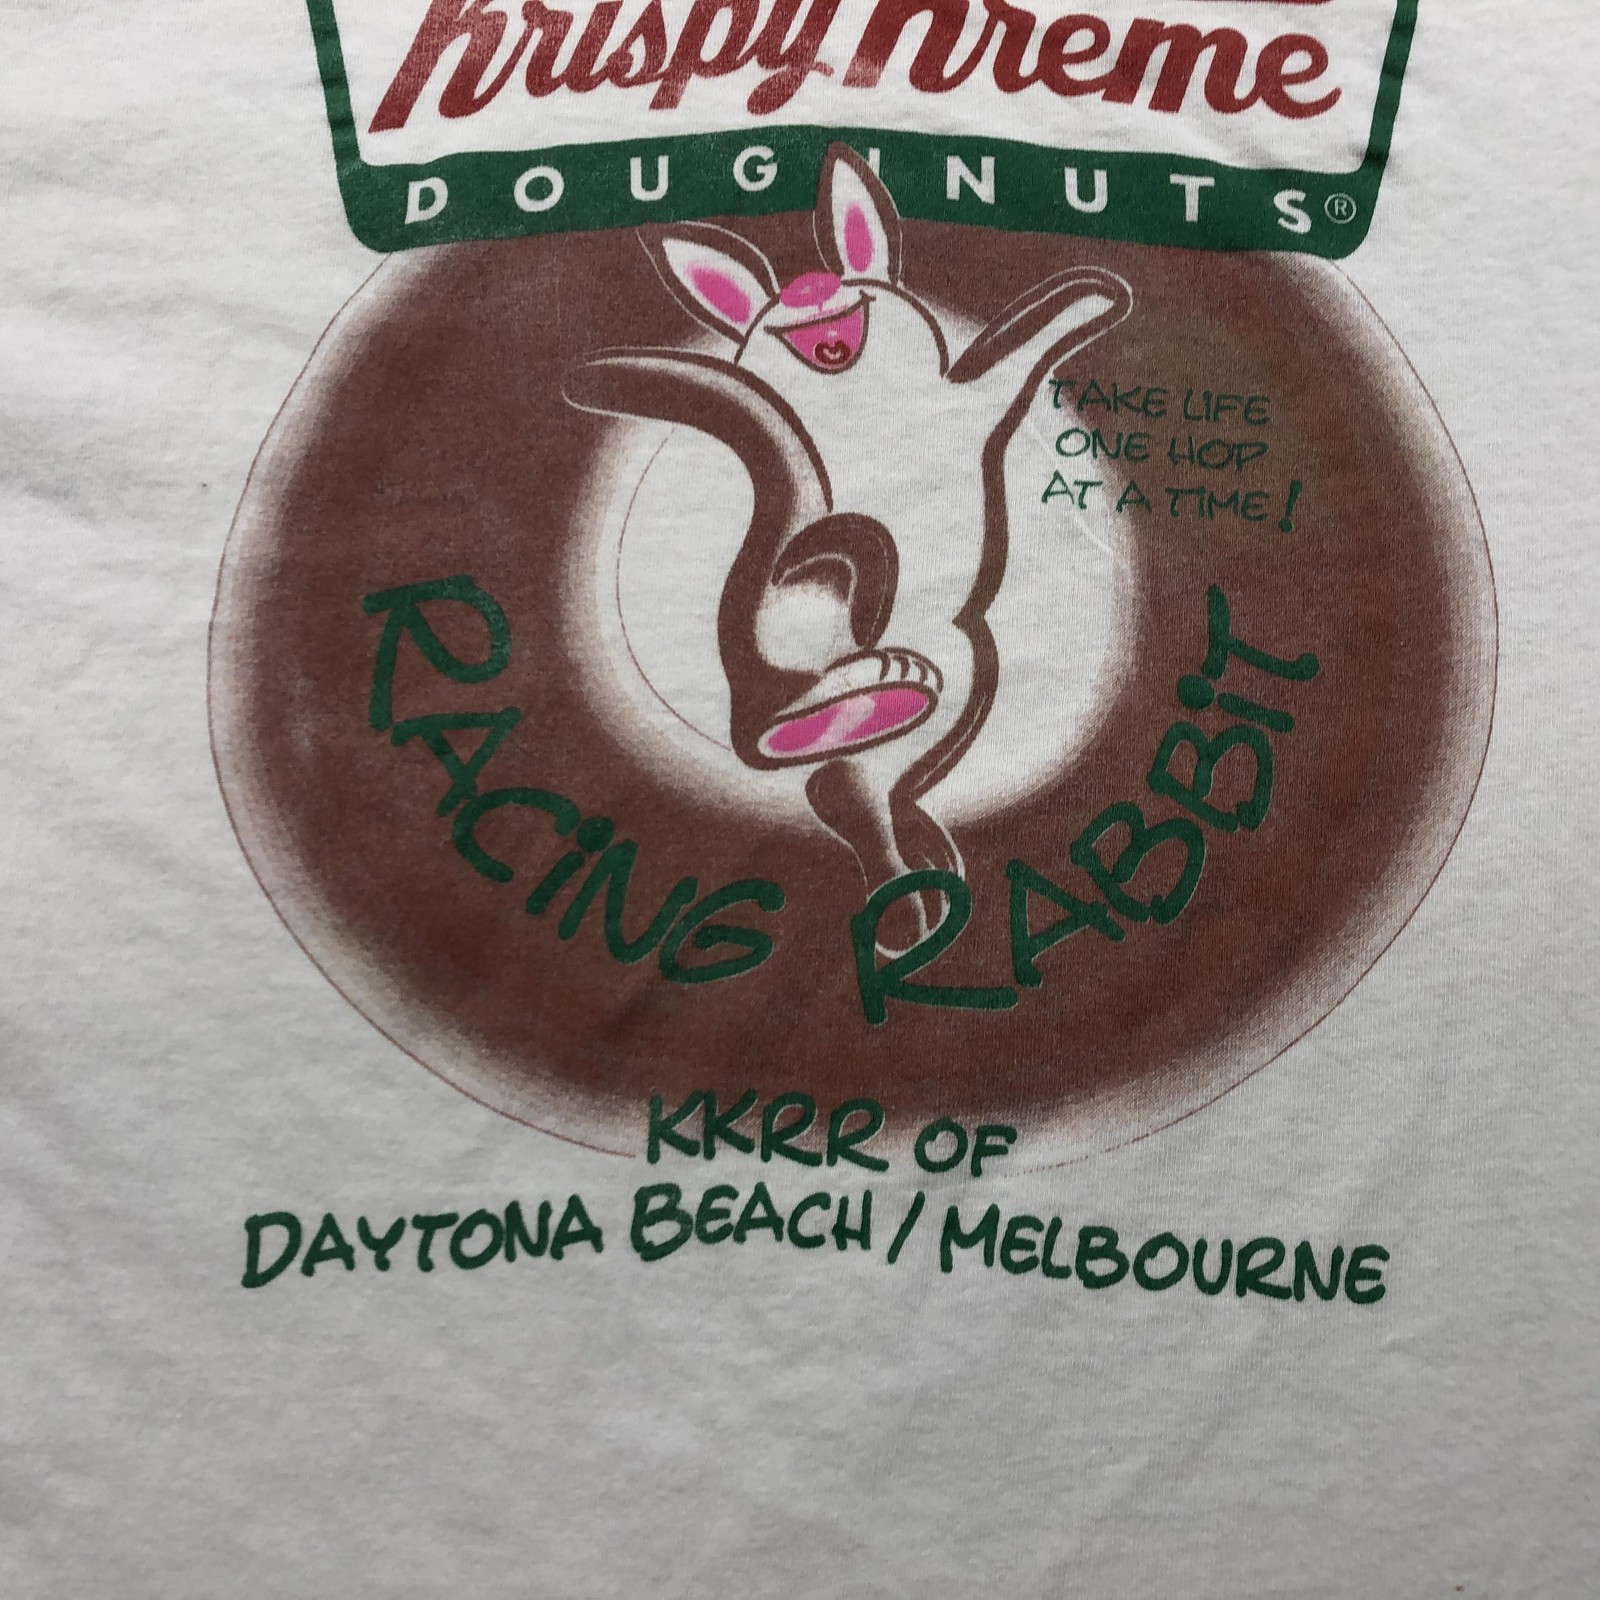 Krispy Kreme
DOUGHNUTS®
TAKE LIFE
ONE HOP
AT A TIME!
RACING RABBIT
KKRR OF
DAYTONA BEACH / MELBOURNE